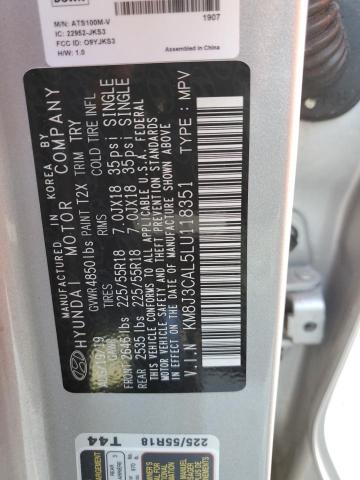 M/N: ATS100M-V
IC: 22952-JKS3
FCC ID: O9YJKS3
H/W: 1.0
1907
Assembled in China
MANUFACTURED IN KOREA BY
HYUNDAI MOTOR COMPANY
GVWR 4850lbs PAINT T2X TRIM TRY
GAWR TIRES RIMS COLD TIRE INFL
FRONT 2646lbs 225/55R18 7.0JX18 35psi SINGLE
REAR 2535lbs 225/55R18 7.0JX18 35psi SINGLE
THIS VEHICLE CONFORMS TO ALL APPLICABLE U.S.A. FEDERAL
MOTOR VEHICLE SAFETY BUMPER, AND THEFT PREVENTION STANDARDS
IN EFFECT ON THE DATE OF MANUFACTURE SHOWN ABOVE.
V.I.N KM8J3CAL5LU118351 TYPE : MPV
T44
225/55R18